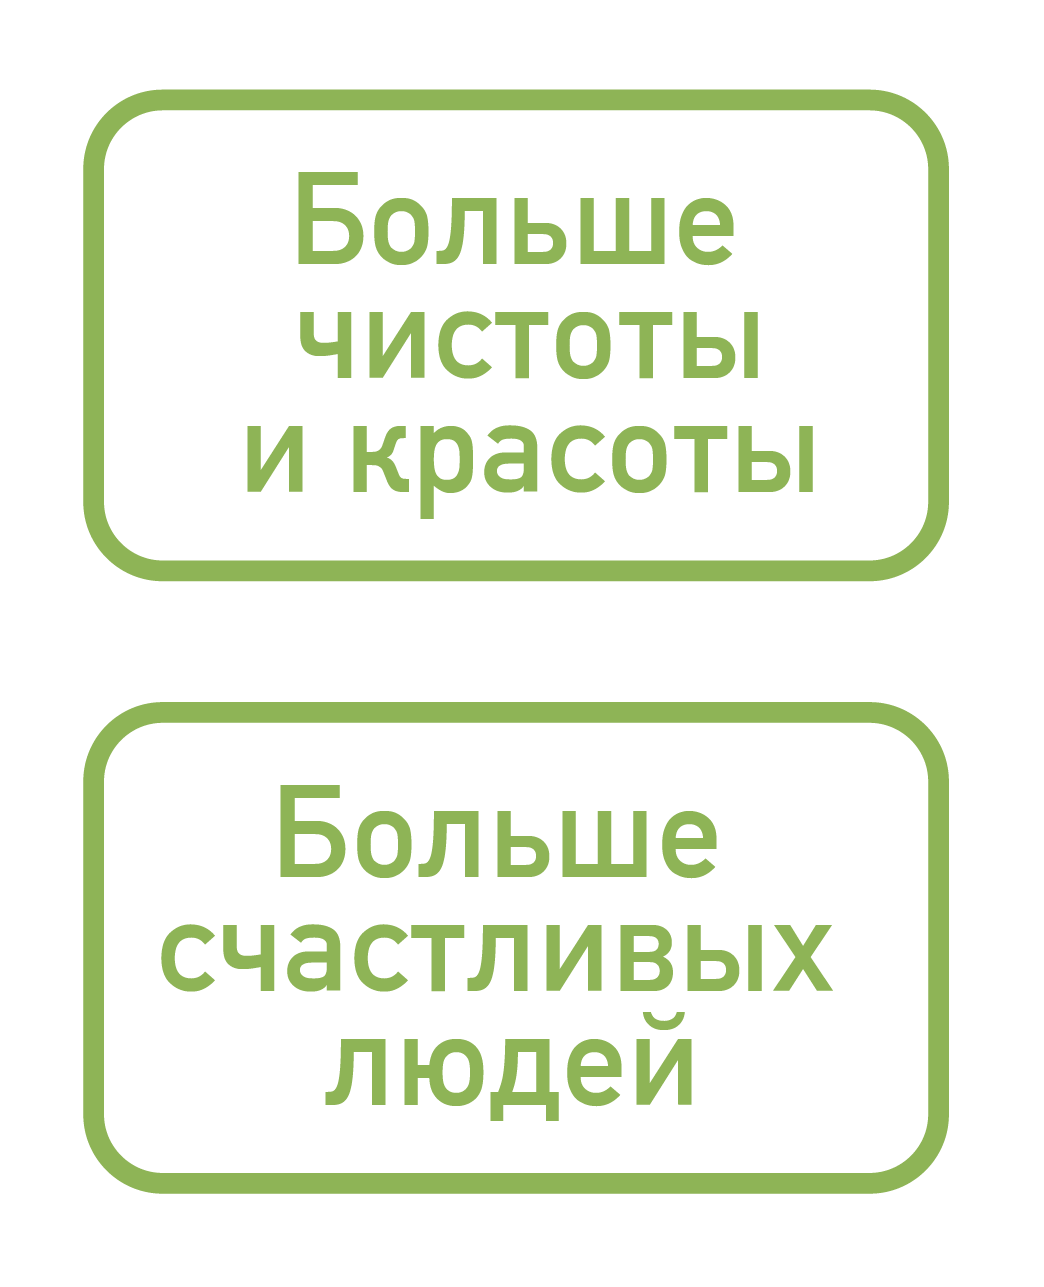 Больше
чистоты
и красоты
Больше
счастливых
людей